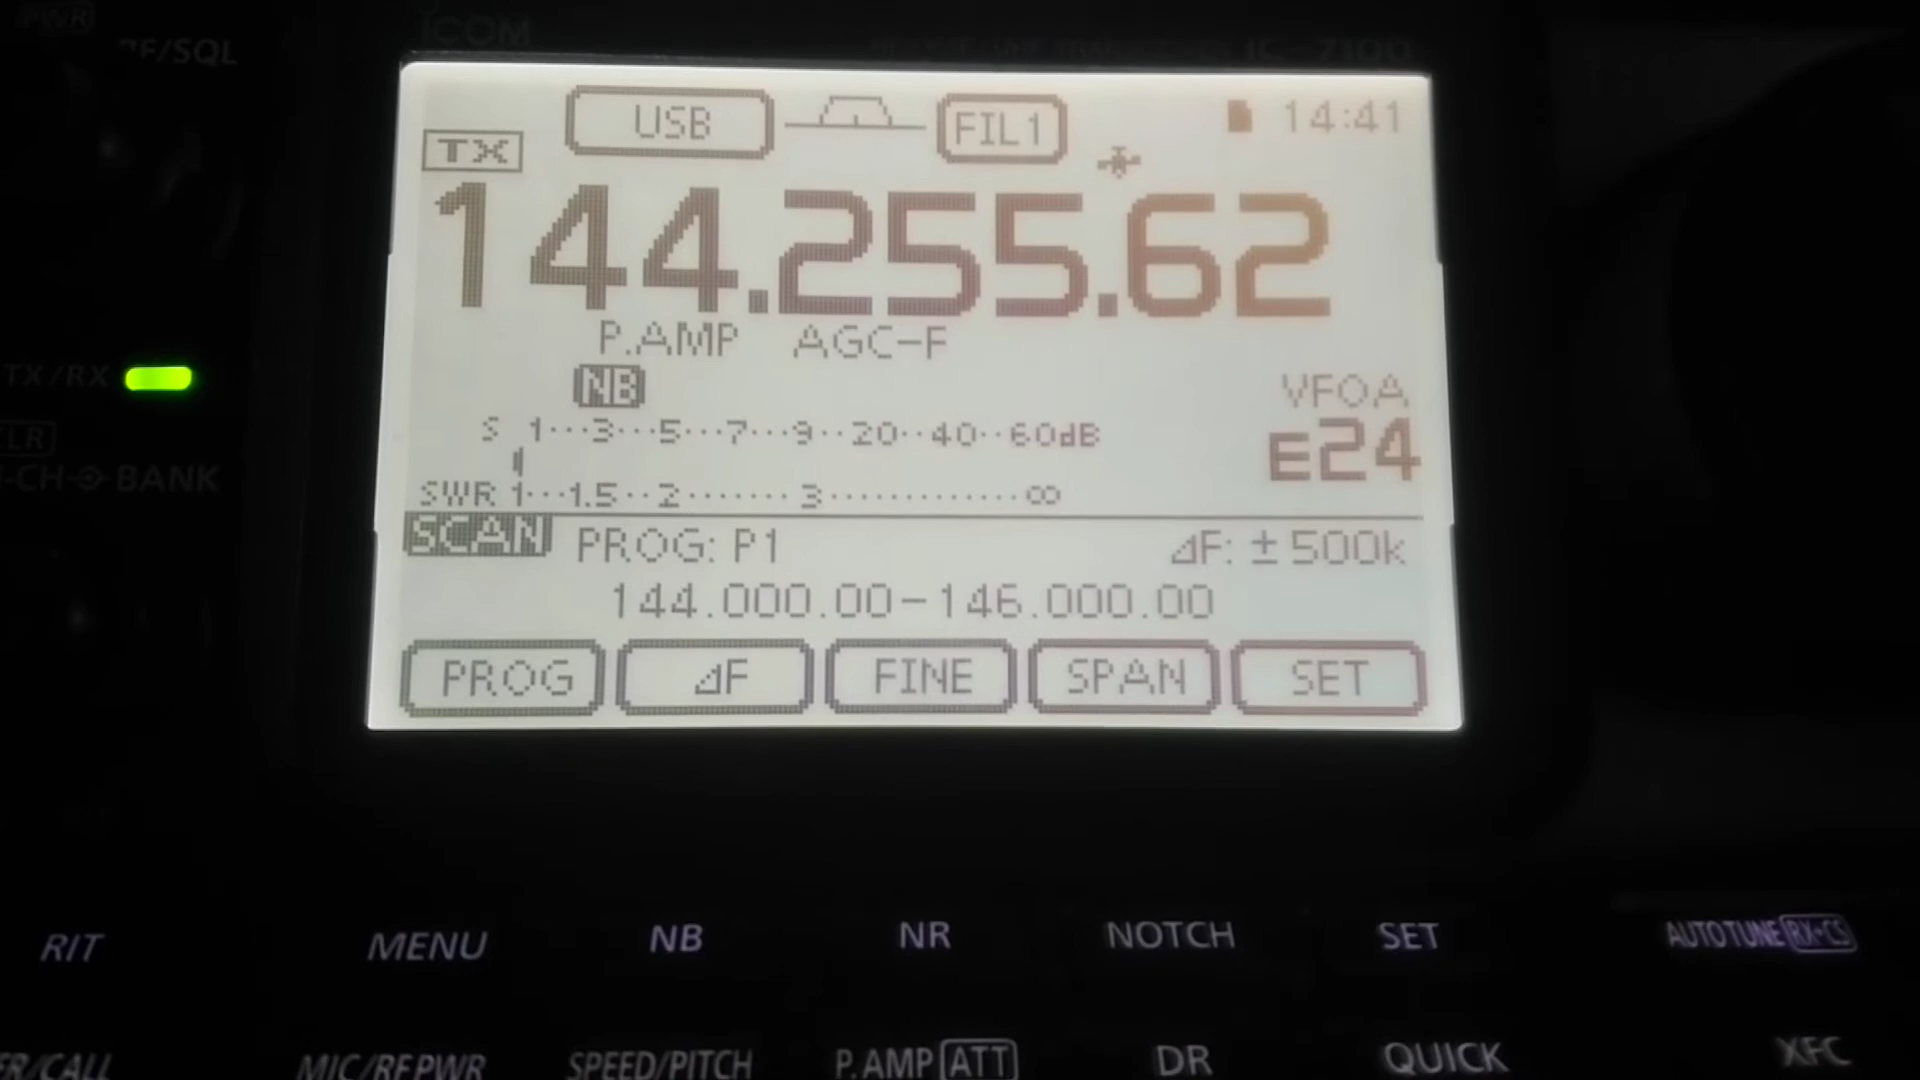 PWR
RF/SQL
ICOM
IC-7100
USB FIL1 14:41
TX
144.255.62
P.AMP AGC-F
NB
VFOA
E24
S 1···3···5···7···9··20··40··60dB
SWR 1···1.5··2·······3············∞
SCAN PROG: P1 ⊿F: ±500k
144.000.00–146.000.00
PROG ⊿F FINE SPAN SET
TX/RX
CLR
M-CH BANK
RIT MENU NB NR NOTCH SET AUTOTUNE RX▸CS
MIC/RF PWR SPEED/PITCH P.AMP ATT DR QUICK XFC